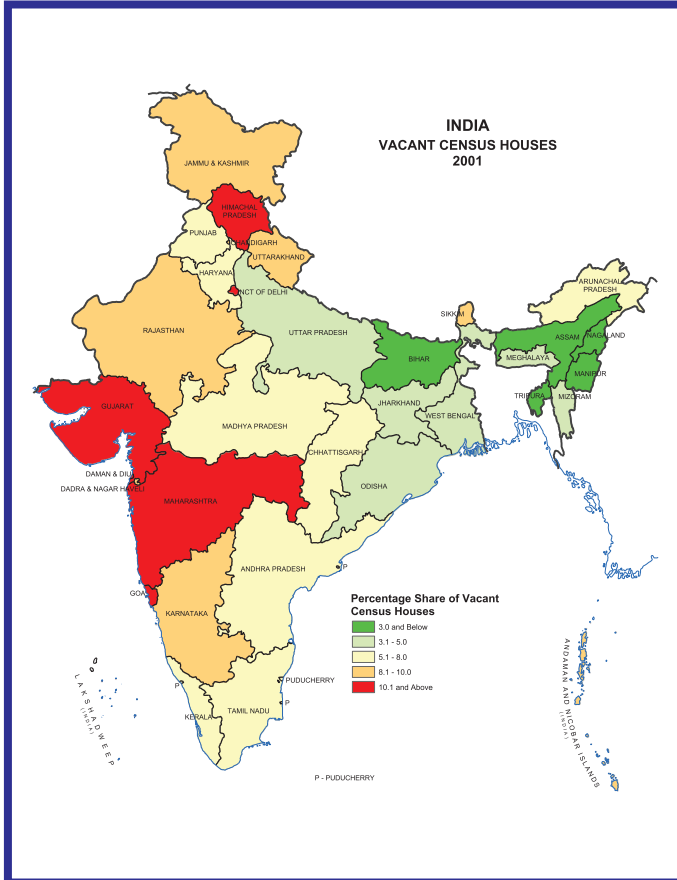 INDIA
VACANT CENSUS HOUSES
2001
JAMMU & KASHMIR
HIMACHAL
PRADESH
PUNJAB
CHANDIGARH
UTTARAKHAND
HARYANA
NCT OF DELHI
ARUNACHAL
PRADESH
SIKKIM
RAJASTHAN
UTTAR PRADESH
ASSAM
NAGALAND
BIHAR
MEGHALAYA
MANIPUR
TRIPURA
MIZORAM
GUJARAT
JHARKHAND
WEST BENGAL
MADHYA PRADESH
CHHATTISGARH
DAMAN & DIU
DADRA & NAGAR HAVELI
ODISHA
MAHARASHTRA
ANDHRA PRADESH
P
GOA
KARNATAKA
Percentage Share of Vacant
Census Houses
3.0 and Below
3.1 - 5.0
5.1 - 8.0
8.1 - 10.0
10.1 and Above
PUDUCHERRY
P
P
KERALA
TAMIL NADU
LAKSHADWEEP
(INDIA)
ANDAMAN AND NICOBAR ISLANDS
(INDIA)
P - PUDUCHERRY